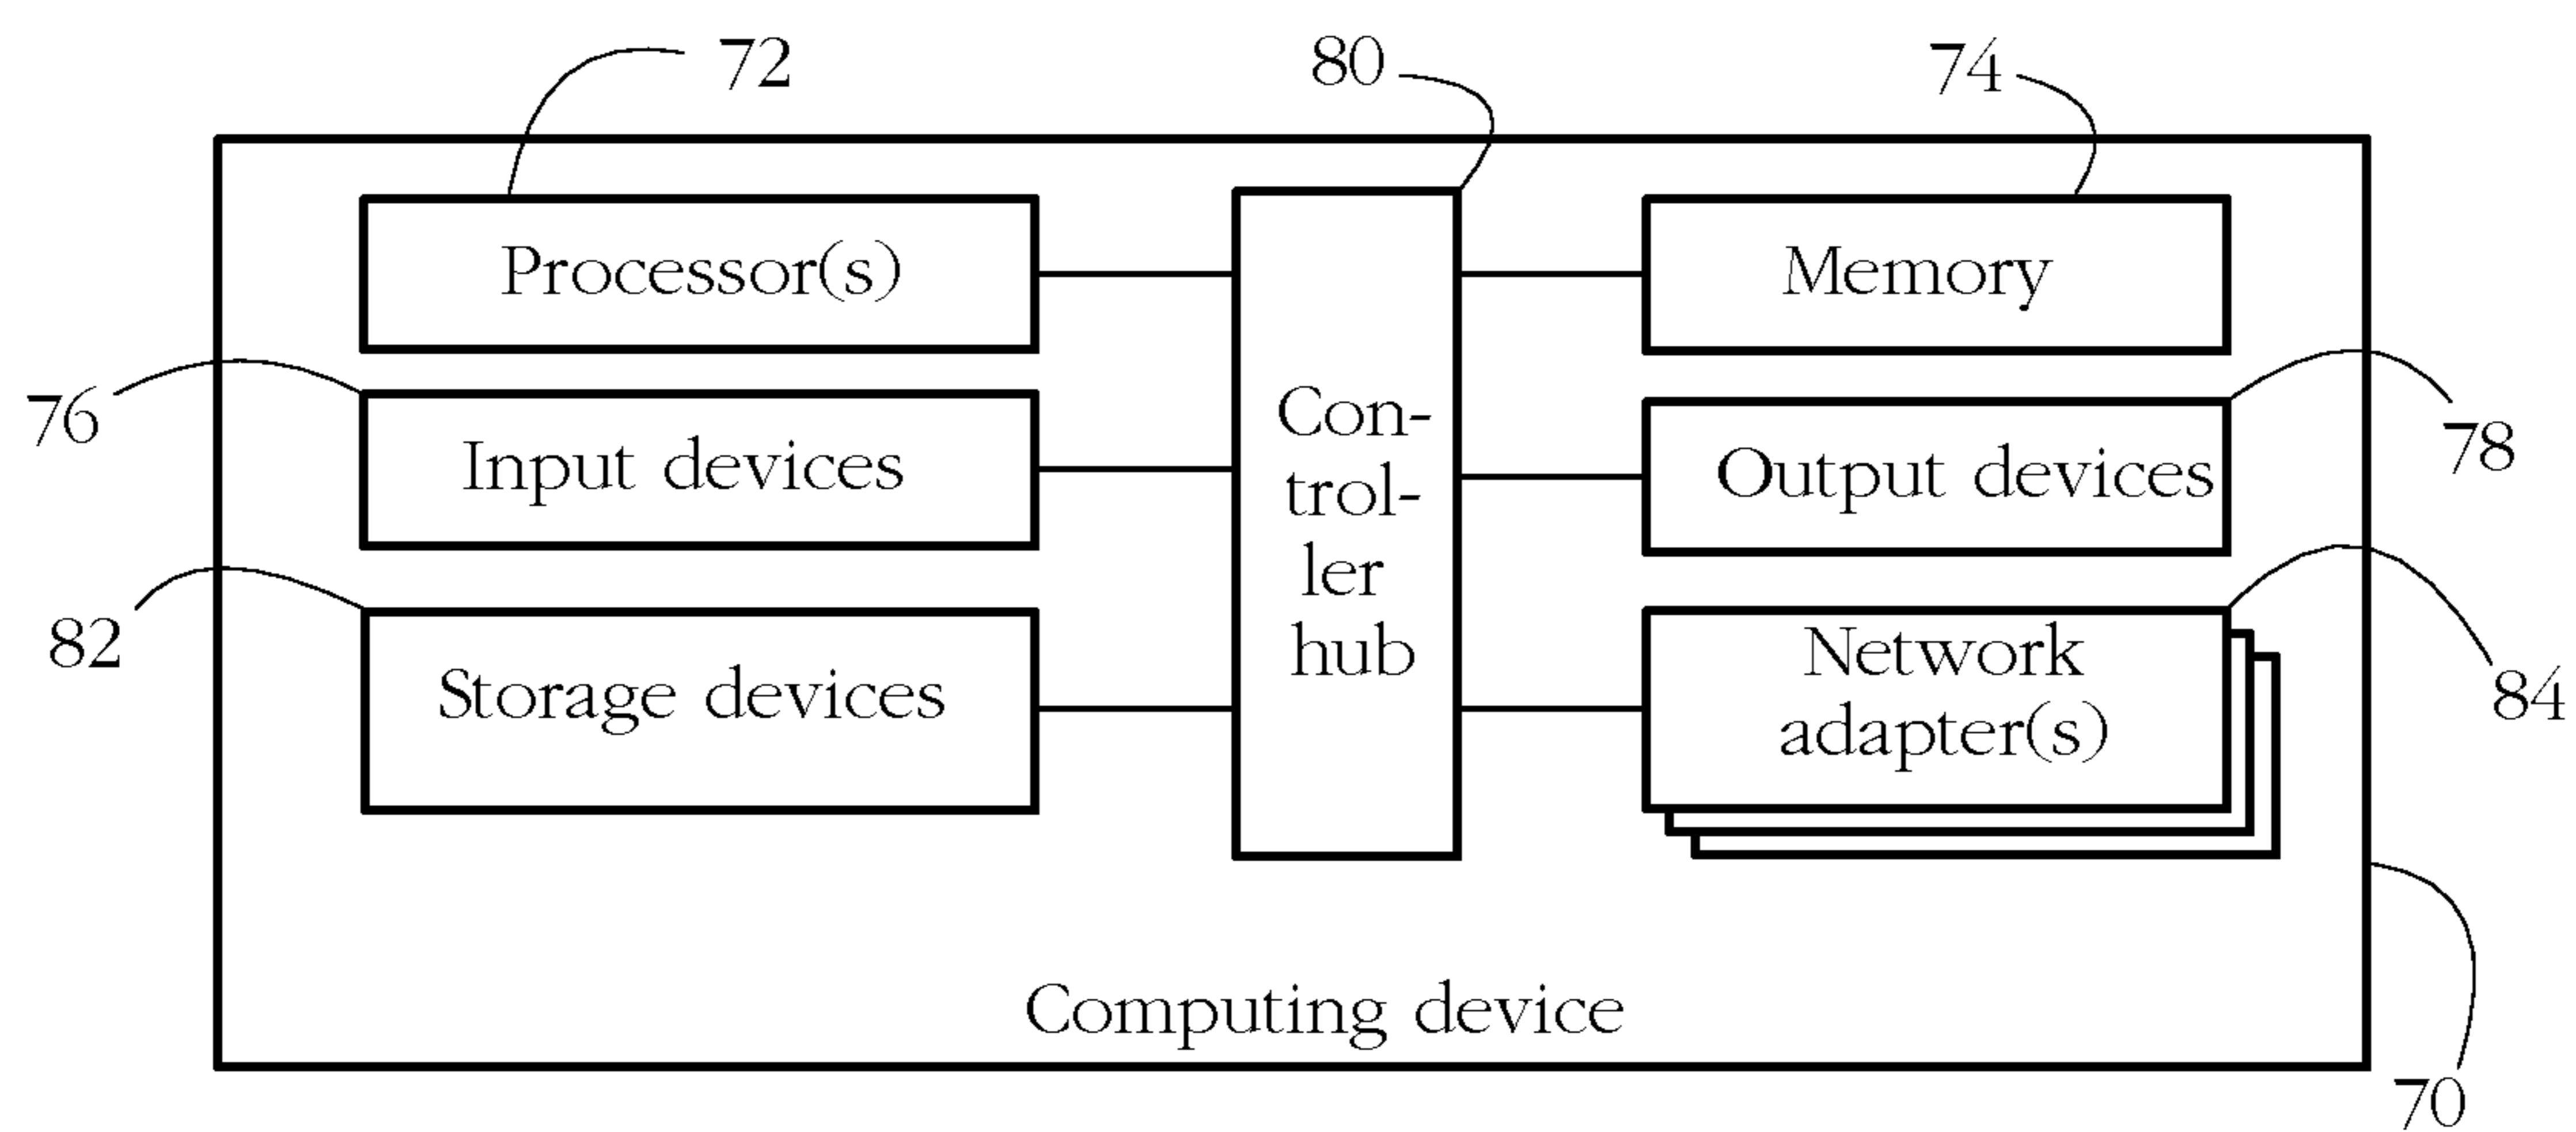 72
80
74
Processor(s)
Memory
76
Input devices
Con-
trol-
ler
hub
Output devices
78
82
Storage devices
Network
adapter(s)
84
Computing device
70